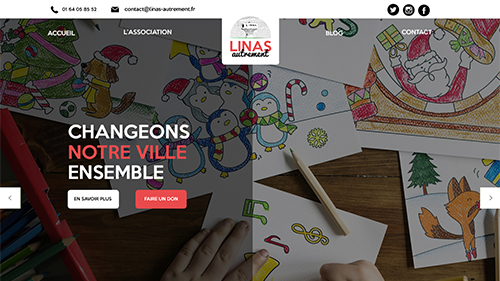 01 64 05 85 52
contact@linas-autrement.fr
ACCUEIL
L'ASSOCIATION
LINAS
autrement
BLOG
CONTACT
CHANGEONS
NOTRE VILLE
ENSEMBLE
EN SAVOIR PLUS
FAIRE UN DON